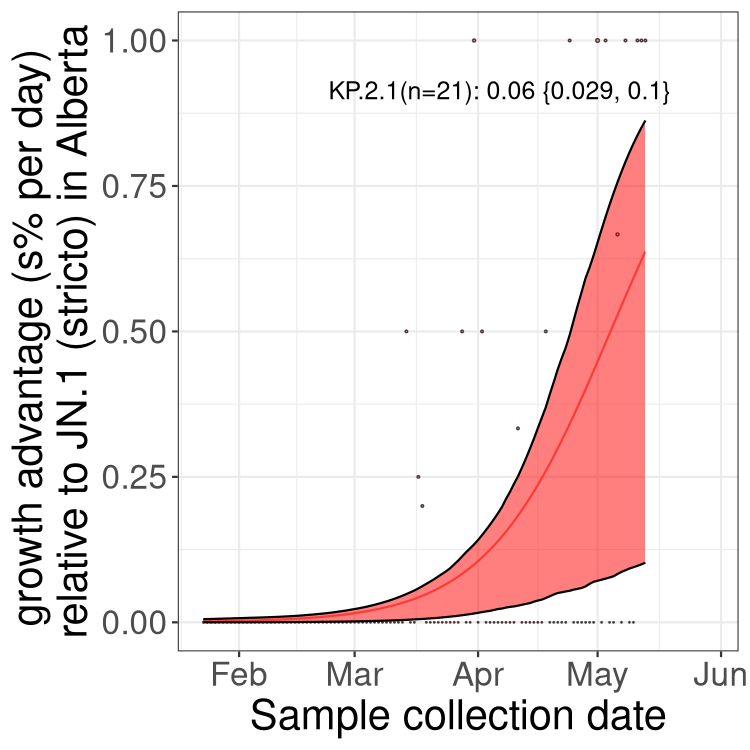 growth advantage (s% per day)
relative to JN.1 (stricto) in Alberta
1.00
KP.2.1(n=21): 0.06 {0.029, 0.1}
0.75
0.50
0.25
0.00
Feb Mar Apr May Jun
Sample collection date